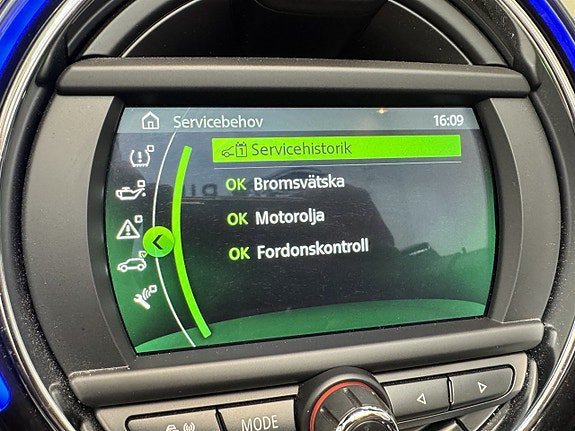 Servicebehov
16:09
Servicehistorik
OK Bromsvätska
OK Motorolja
OK Fordonskontroll
MODE